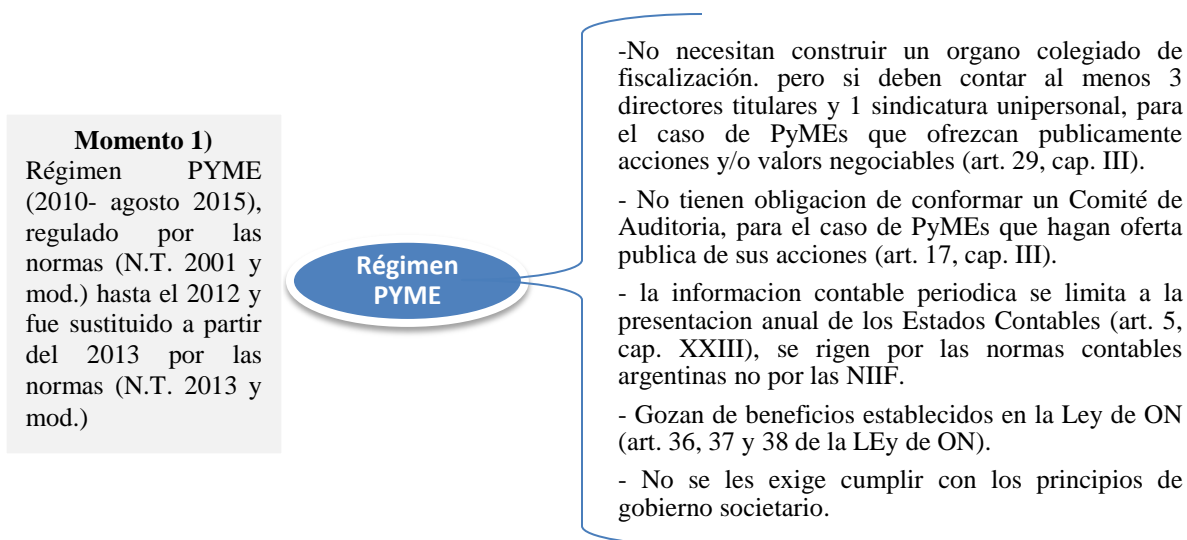 Momento 1)
Régimen PYME
(2010- agosto 2015),
regulado por las
normas (N.T. 2001 y
mod.) hasta el 2012 y
fue sustituido a partir
del 2013 por las
normas (N.T. 2013 y
mod.)
Régimen
PYME
-No necesitan construir un organo colegiado de
fiscalización. pero si deben contar al menos 3
directores titulares y 1 sindicatura unipersonal, para
el caso de PyMEs que ofrezcan publicamente
acciones y/o valors negociables (art. 29, cap. III).
- No tienen obligacion de conformar un Comité de
Auditoria, para el caso de PyMEs que hagan oferta
publica de sus acciones (art. 17, cap. III).
- la informacion contable periodica se limita a la
presentacion anual de los Estados Contables (art. 5,
cap. XXIII), se rigen por las normas contables
argentinas no por las NIIF.
- Gozan de beneficios establecidos en la Ley de ON
(art. 36, 37 y 38 de la LEy de ON).
- No se les exige cumplir con los principios de
gobierno societario.